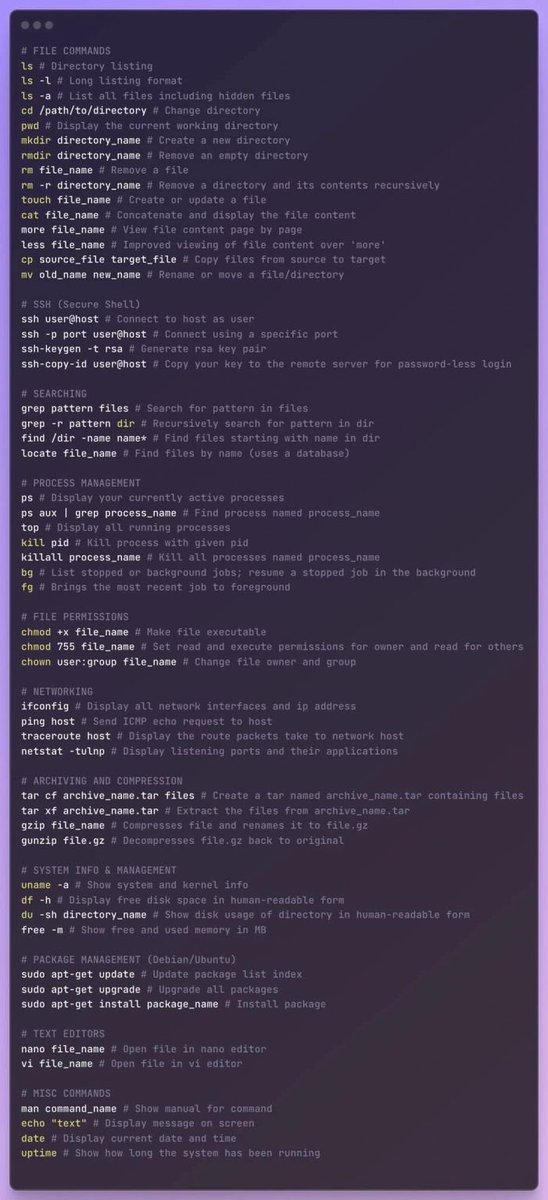 # FILE COMMANDS
ls # Directory listing
ls -l # Long listing format
ls -a # List all files including hidden files
cd /path/to/directory # Change directory
pwd # Display the current working directory
mkdir directory_name # Create a new directory
rmdir directory_name # Remove an empty directory
rm file_name # Remove a file
rm -r directory_name # Remove a directory and its contents recursively
touch file_name # Create or update a file
cat file_name # Concatenate and display the file content
more file_name # View file content page by page
less file_name # Improved viewing of file content over 'more'
cp source_file target_file # Copy files from source to target
mv old_name new_name # Rename or move a file/directory
# SSH (Secure Shell)
ssh user@host # Connect to host as user
ssh -p port user@host # Connect using a specific port
ssh-keygen -t rsa # Generate rsa key pair
ssh-copy-id user@host # Copy your key to the remote server for password-less login
# SEARCHING
grep pattern files # Search for pattern in files
grep -r pattern dir # Recursively search for pattern in dir
find /dir -name name* # Find files starting with name in dir
locate file_name # Find files by name (uses a database)
# PROCESS MANAGEMENT
ps # Display your currently active processes
ps aux | grep process_name # Find process named process_name
top # Display all running processes
kill pid # Kill process with given pid
killall process_name # Kill all processes named process_name
bg # List stopped or background jobs; resume a stopped job in the background
fg # Brings the most recent job to foreground
# FILE PERMISSIONS
chmod +x file_name # Make file executable
chmod 755 file_name # Set read and execute permissions for owner and read for others
chown user:group file_name # Change file owner and group
# NETWORKING
ifconfig # Display all network interfaces and ip address
ping host # Send ICMP echo request to host
traceroute host # Display the route packets take to network host
netstat -tulnp # Display listening ports and their applications
# ARCHIVING AND COMPRESSION
tar cf archive_name.tar files # Create a tar named archive_name.tar containing files
tar xf archive_name.tar # Extract the files from archive_name.tar
gzip file_name # Compresses file and renames it to file.gz
gunzip file.gz # Decompresses file.gz back to original
# SYSTEM INFO & MANAGEMENT
uname -a # Show system and kernel info
df -h # Display free disk space in human-readable form
du -sh directory_name # Show disk usage of directory in human-readable form
free -m # Show free and used memory in MB
# PACKAGE MANAGEMENT (Debian/Ubuntu)
sudo apt-get update # Update package list index
sudo apt-get upgrade # Upgrade all packages
sudo apt-get install package_name # Install package
# TEXT EDITORS
nano file_name # Open file in nano editor
vi file_name # Open file in vi editor
# MISC COMMANDS
man command_name # Show manual for command
echo "text" # Display message on screen
date # Display current date and time
uptime # Show how long the system has been running